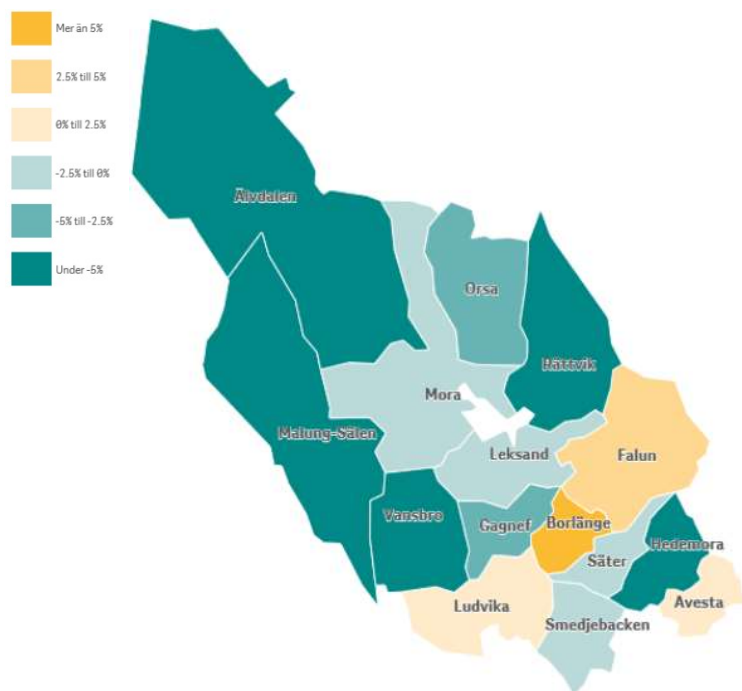 Mer än 5%
2.5% till 5%
0% till 2.5%
-2.5% till 0%
-5% till -2.5%
Under -5%
Älvdalen
Orsa
Rättvik
Mora
Malung-Sälen
Leksand
Falun
Vansbro
Gagnef
Borlänge
Hedemora
Säter
Ludvika
Avesta
Smedjebacken